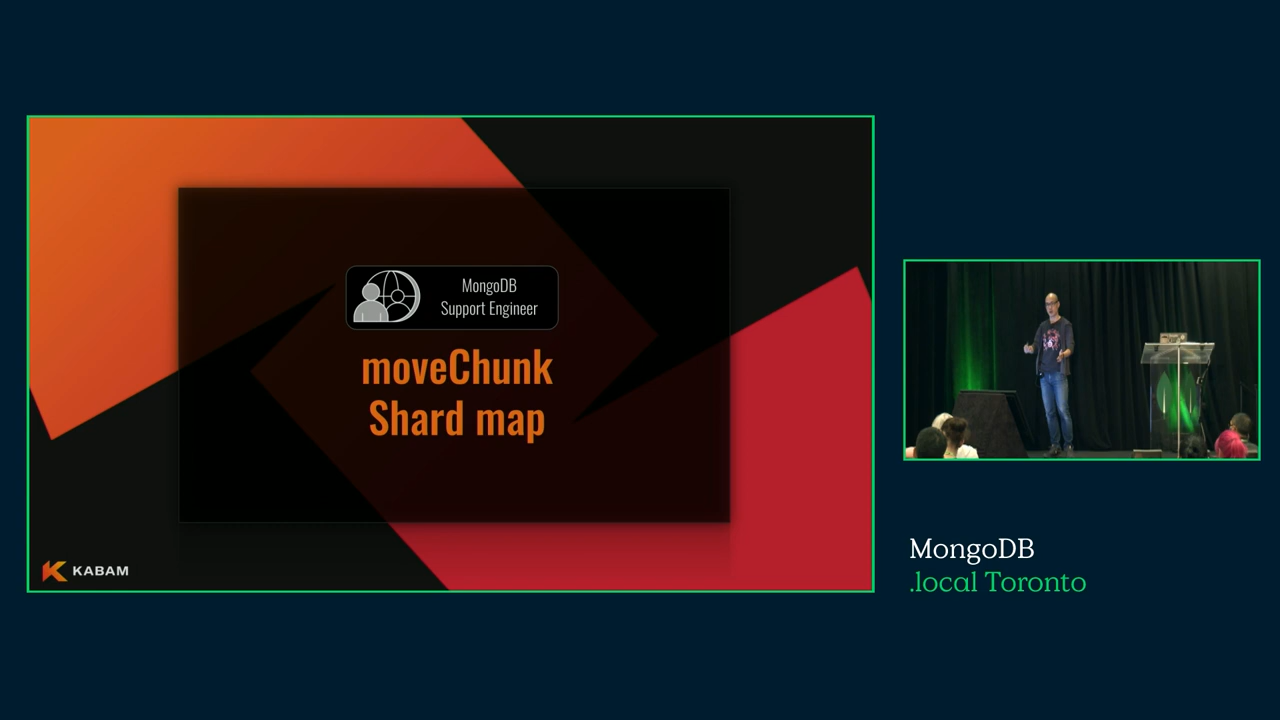 MongoDB
Support Engineer
moveChunk
Shard map
KABAM
MongoDB
.local Toronto